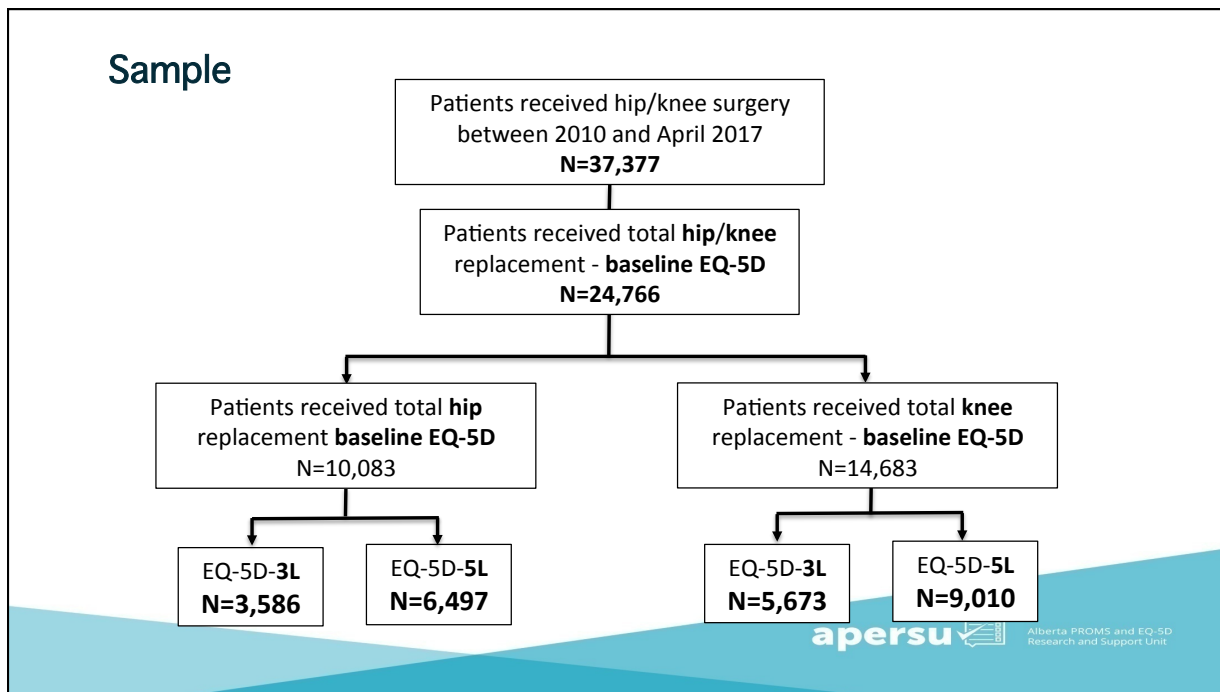 Sample
Patients received hip/knee surgery
between 2010 and April 2017
N=37,377
Patients received total hip/knee
replacement - baseline EQ-5D
N=24,766
Patients received total hip
replacement baseline EQ-5D
N=10,083
Patients received total knee
replacement - baseline EQ-5D
N=14,683
EQ-5D-3L
N=3,586
EQ-5D-5L
N=6,497
EQ-5D-3L
N=5,673
EQ-5D-5L
N=9,010
apersu
Alberta PROMS and EQ-5D
Research and Support Unit